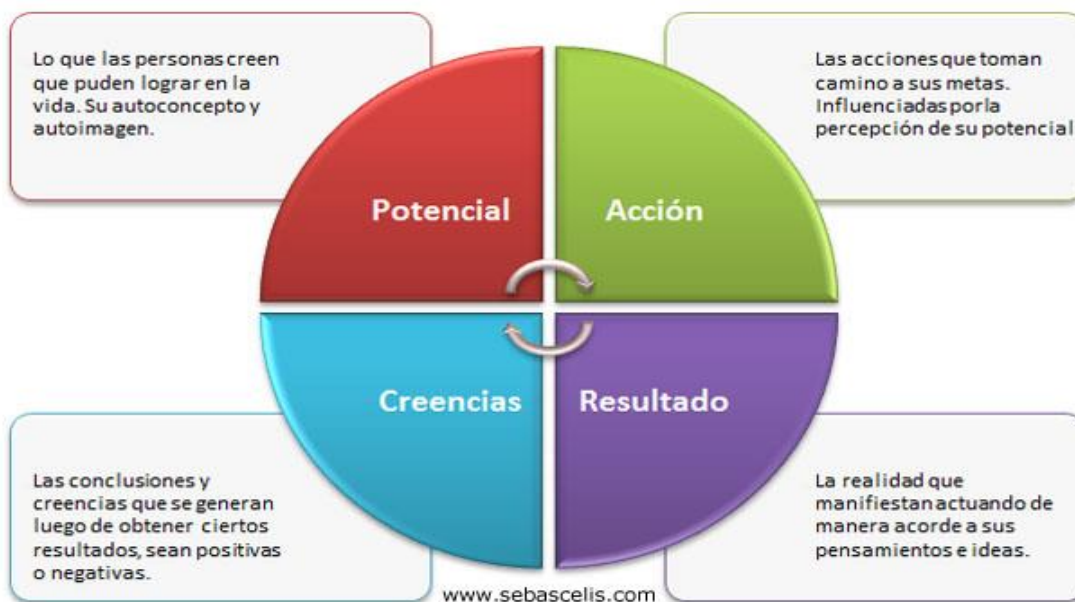 Lo que las personas creen
que puden lograr en la
vida. Su autoconcepto y
autoimagen.
Las acciones que toman
camino a sus metas.
Influenciadas porla
percepción de su potencial
Potencial
Acción
Creencias
Resultado
Las conclusiones y
creencias que se generan
luego de obtener ciertos
resultados, sean positivas
o negativas.
La realidad que
manifiestan actuando de
manera acorde a sus
pensamientos e ideas.
www.sebascelis.com